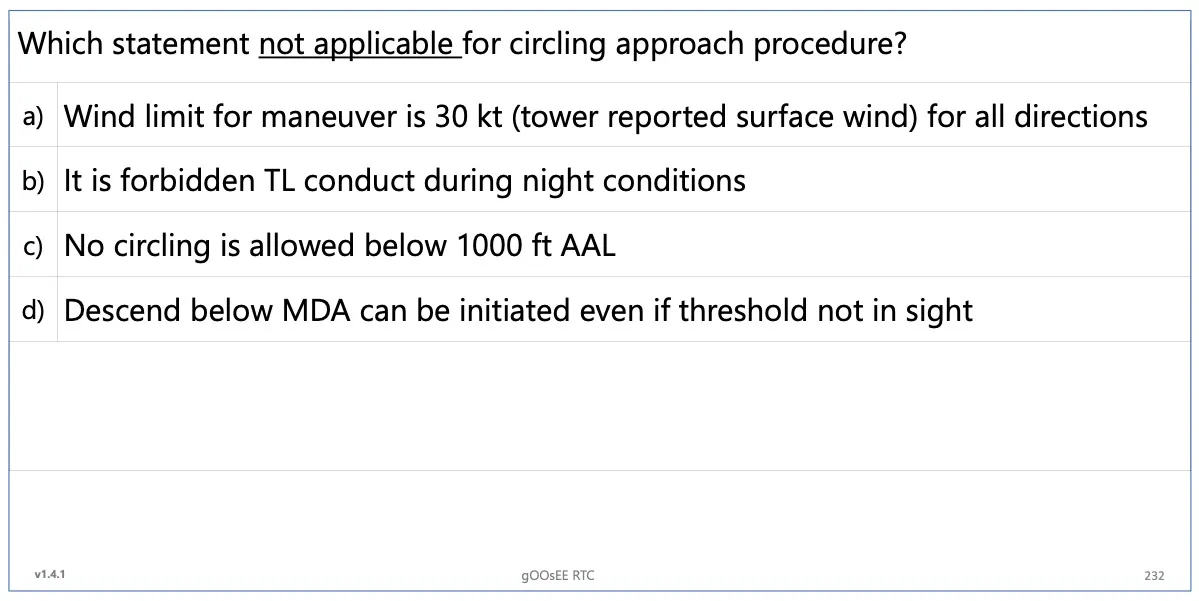 Which statement not applicable for circling approach procedure?
a) Wind limit for maneuver is 30 kt (tower reported surface wind) for all directions
b) It is forbidden TL conduct during night conditions
c) No circling is allowed below 1000 ft AAL
d) Descend below MDA can be initiated even if threshold not in sight
v1.4.1 gOOsEE RTC 232